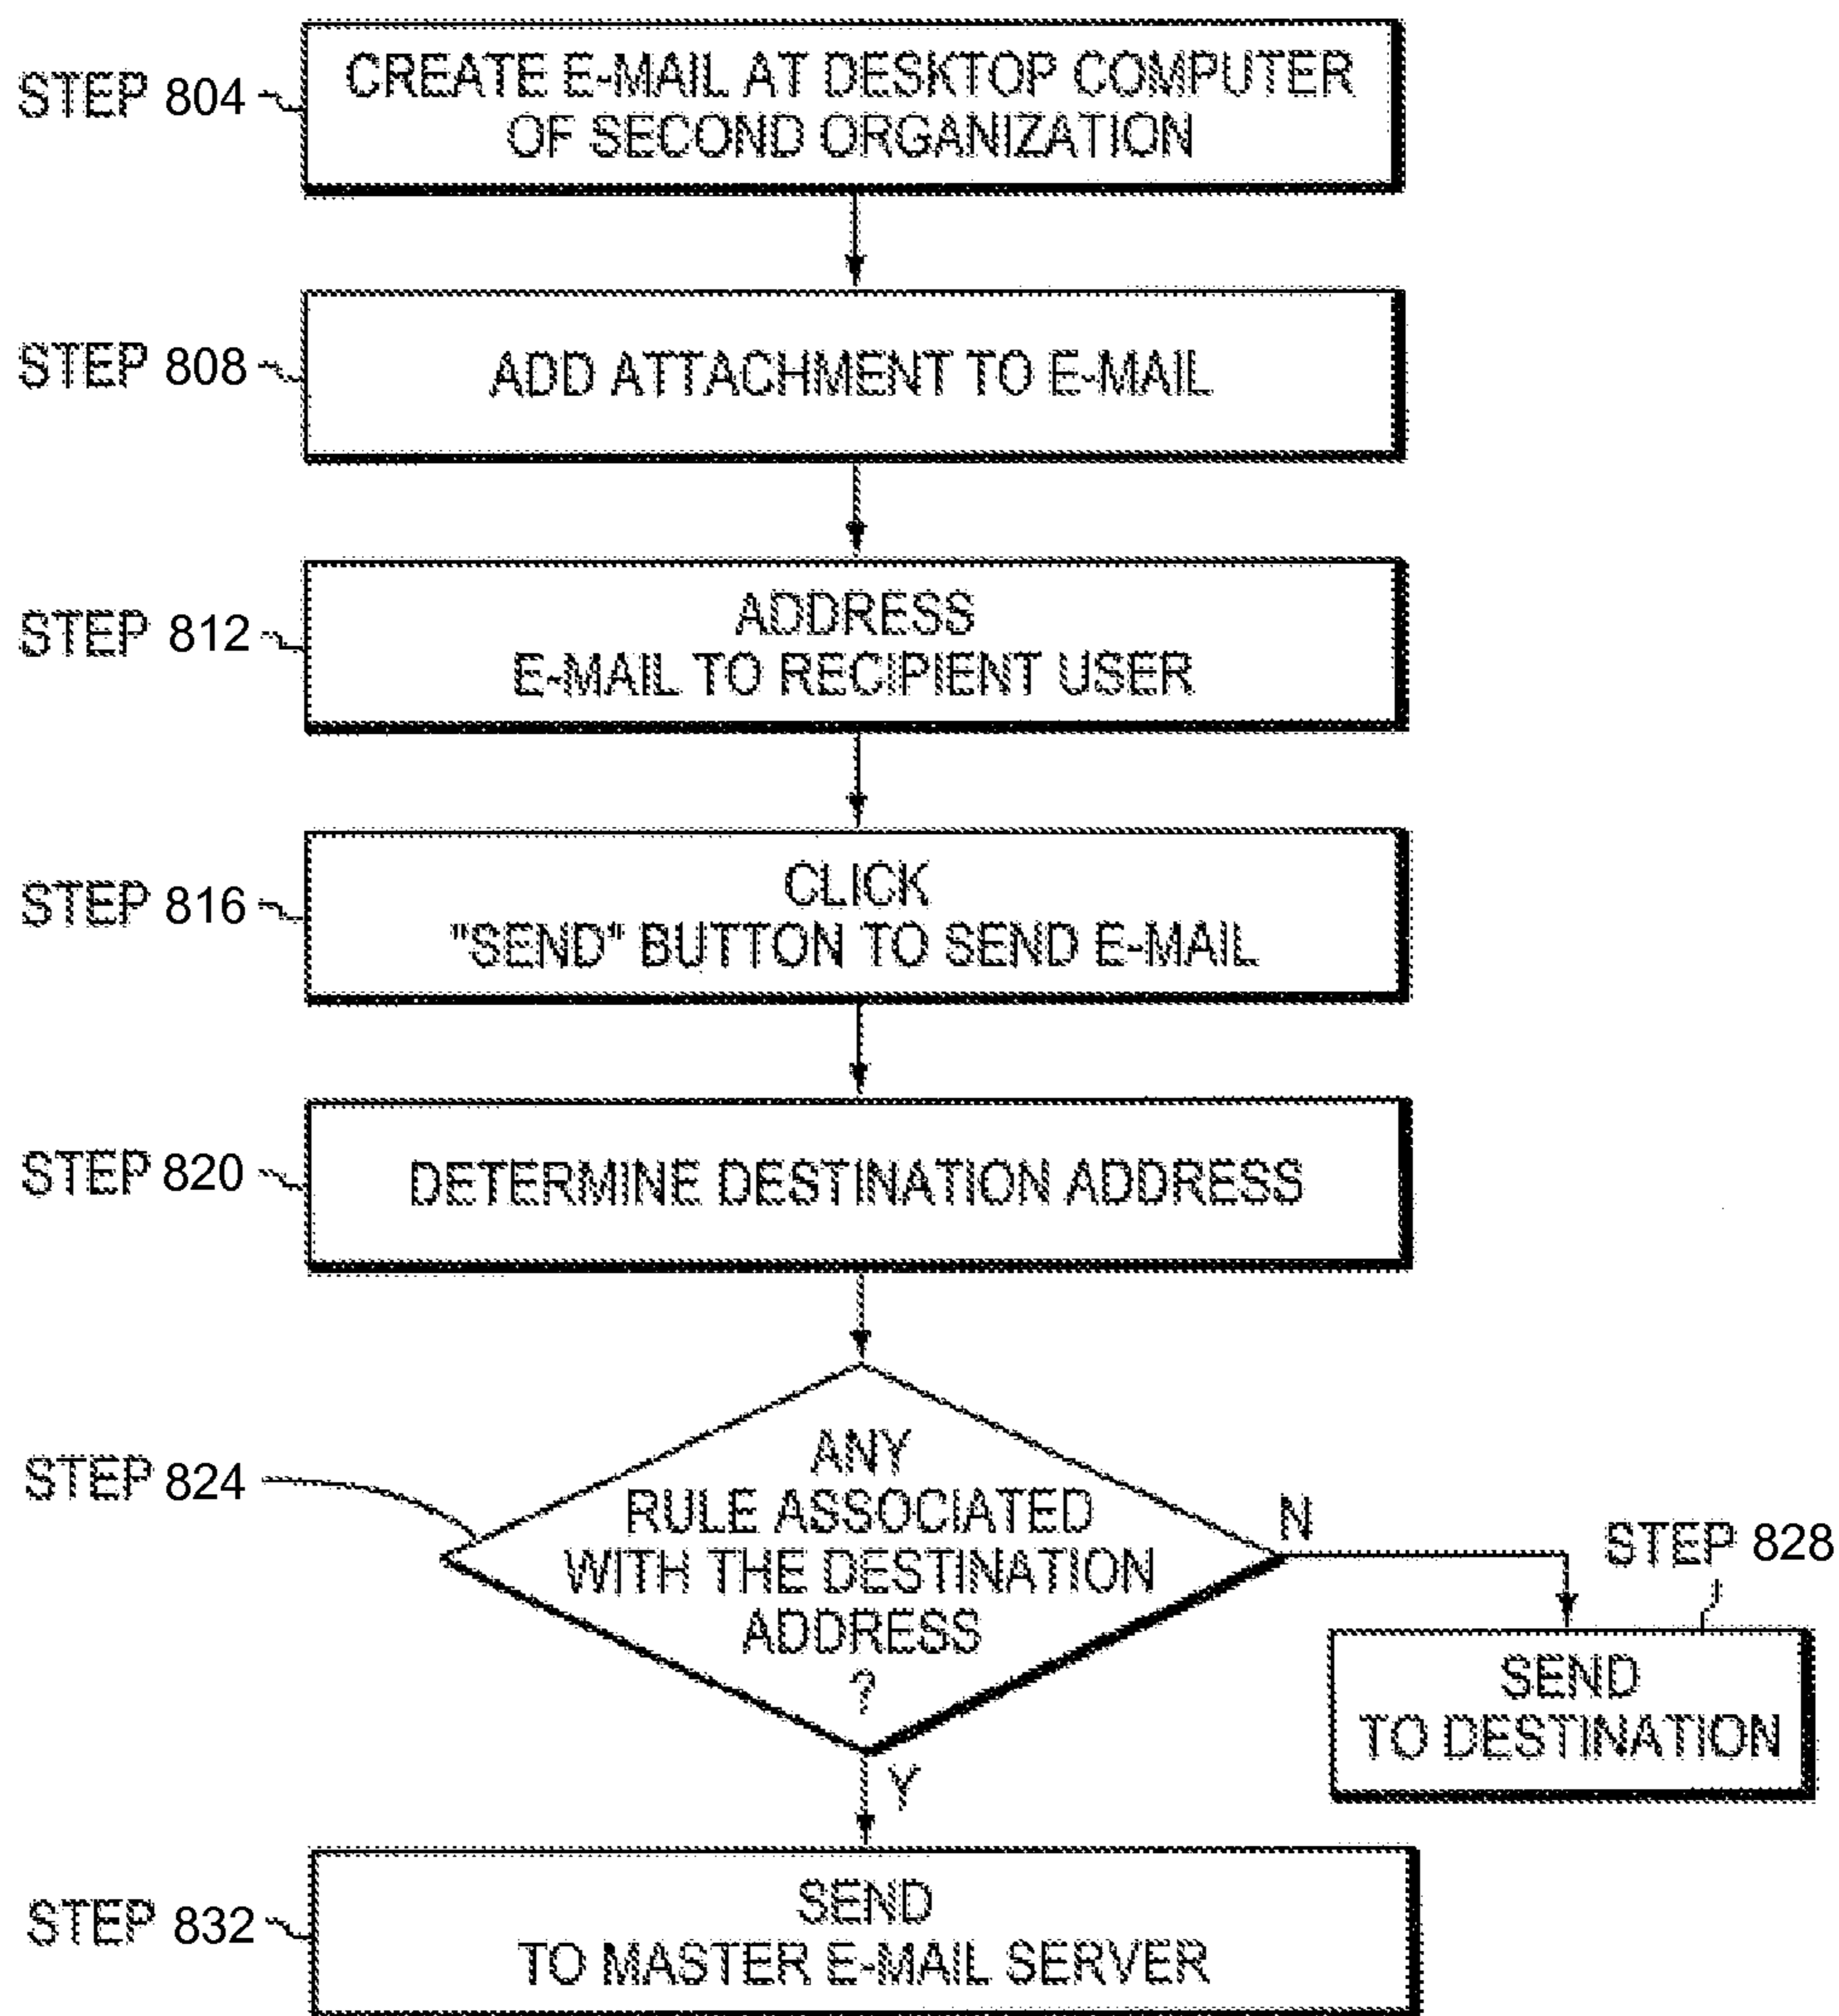 STEP 804
CREATE E-MAIL AT DESKTOP COMPUTER
OF SECOND ORGANIZATION
STEP 808
ADD ATTACHMENT TO E-MAIL
STEP 812
ADDRESS
E-MAIL TO RECIPIENT USER
STEP 816
CLICK
"SEND" BUTTON TO SEND E-MAIL
STEP 820
DETERMINE DESTINATION ADDRESS
STEP 824
ANY
RULE ASSOCIATED
WITH THE DESTINATION
ADDRESS
?
N
STEP 828
SEND
TO DESTINATION
Y
STEP 832
SEND
TO MASTER E-MAIL SERVER